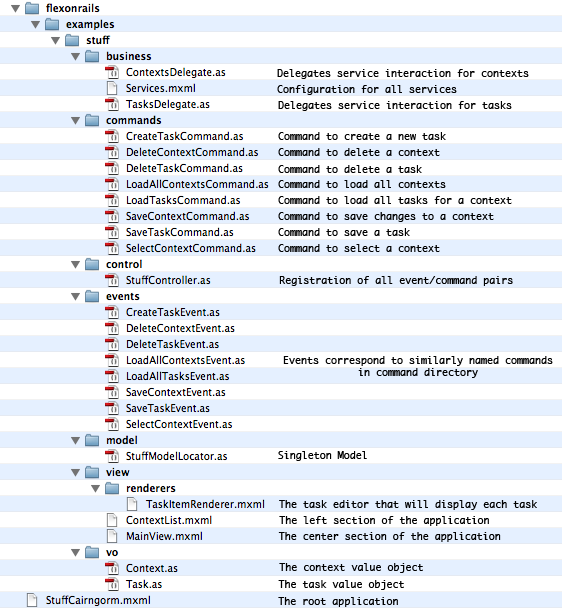 flexonrails
examples
stuff
business
ContextsDelegate.as Delegates service interaction for contexts
Services.mxml Configuration for all services
TasksDelegate.as Delegates service interaction for tasks
commands
CreateTaskCommand.as Command to create a new task
DeleteContextCommand.as Command to delete a context
DeleteTaskCommand.as Command to delete a task
LoadAllContextsCommand.as Command to load all contexts
LoadTasksCommand.as Command to load all tasks for a context
SaveContextCommand.as Command to save changes to a context
SaveTaskCommand.as Command to save a task
SelectContextCommand.as Command to select a context
control
StuffController.as Registration of all event/command pairs
events
CreateTaskEvent.as
DeleteContextEvent.as
DeleteTaskEvent.as
LoadAllContextsEvent.as Events correspond to similarly named commands
LoadAllTasksEvent.as in command directory
SaveContextEvent.as
SaveTaskEvent.as
SelectContextEvent.as
model
StuffModelLocator.as Singleton Model
view
renderers
TaskItemRenderer.mxml The task editor that will display each task
ContextList.mxml The left section of the application
MainView.mxml The center section of the application
vo
Context.as The context value object
Task.as The task value object
StuffCairngorm.mxml The root application